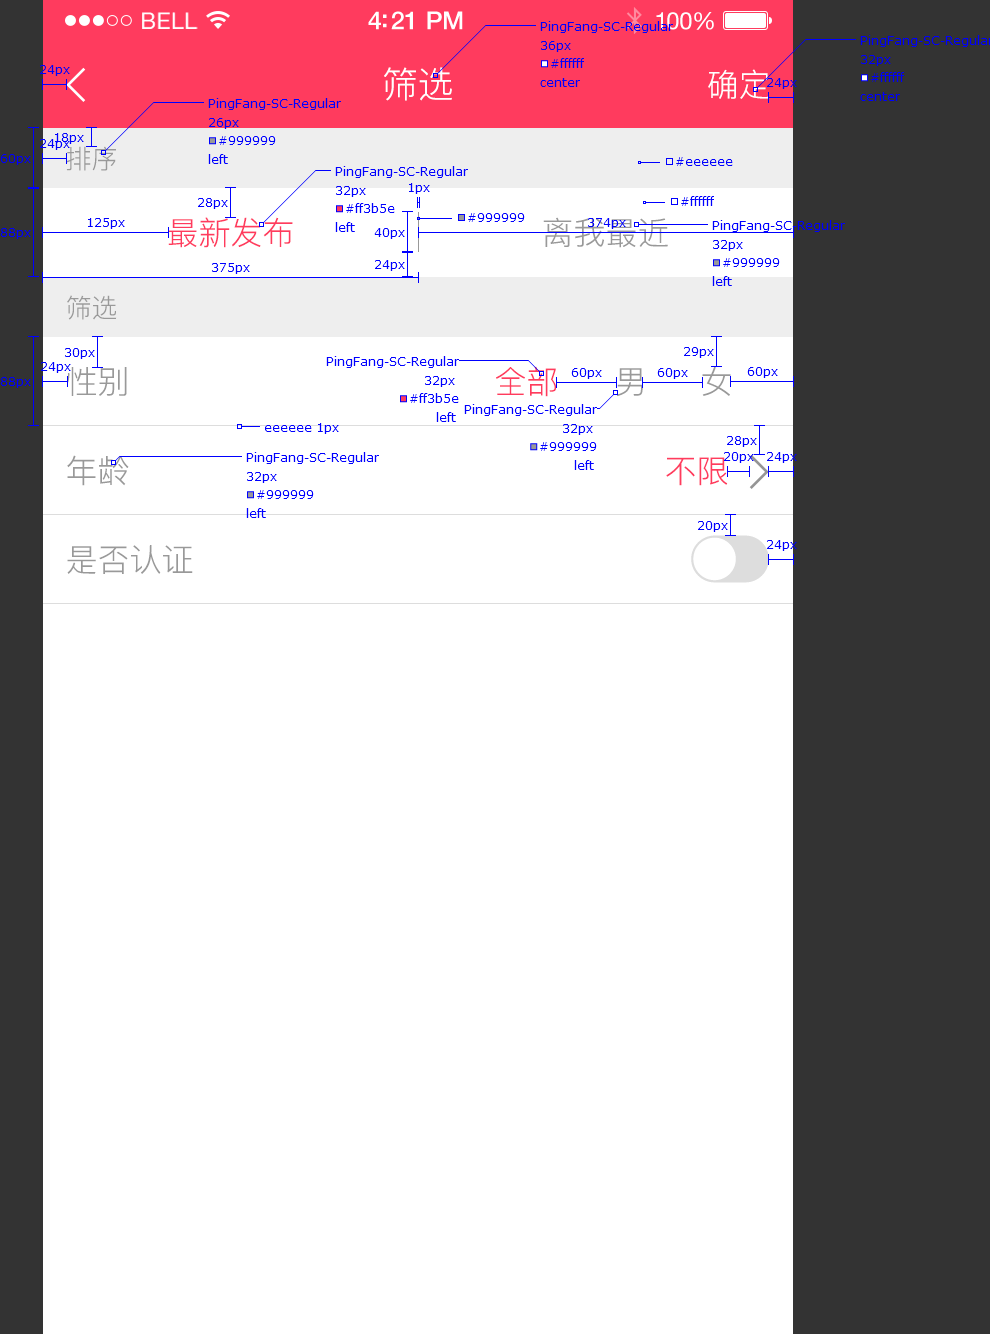 BELL 4:21 PM 100%
PingFang-SC-Regular
36px
#ffffff
center
PingFang-SC-Regular
32px
#ffffff
center
24px
筛选
确定
24px
PingFang-SC-Regular
26px
#999999
left
18px
24px
60px
排序
#eeeeee
PingFang-SC-Regular
32px
#ff3b5e
left
1px
28px
#ffffff
125px
88px
最新发布
40px
#999999
离我最近
374px
PingFang-SC-Regular
32px
#999999
left
24px
375px
筛选
30px
24px
88px
性别
PingFang-SC-Regular
32px
#ff3b5e
left
全部
60px
男
60px
女
29px
60px
PingFang-SC-Regular
32px
#999999
left
eeeeee 1px
年龄
PingFang-SC-Regular
32px
#999999
left
28px
不限
20px
24px
20px
是否认证
24px